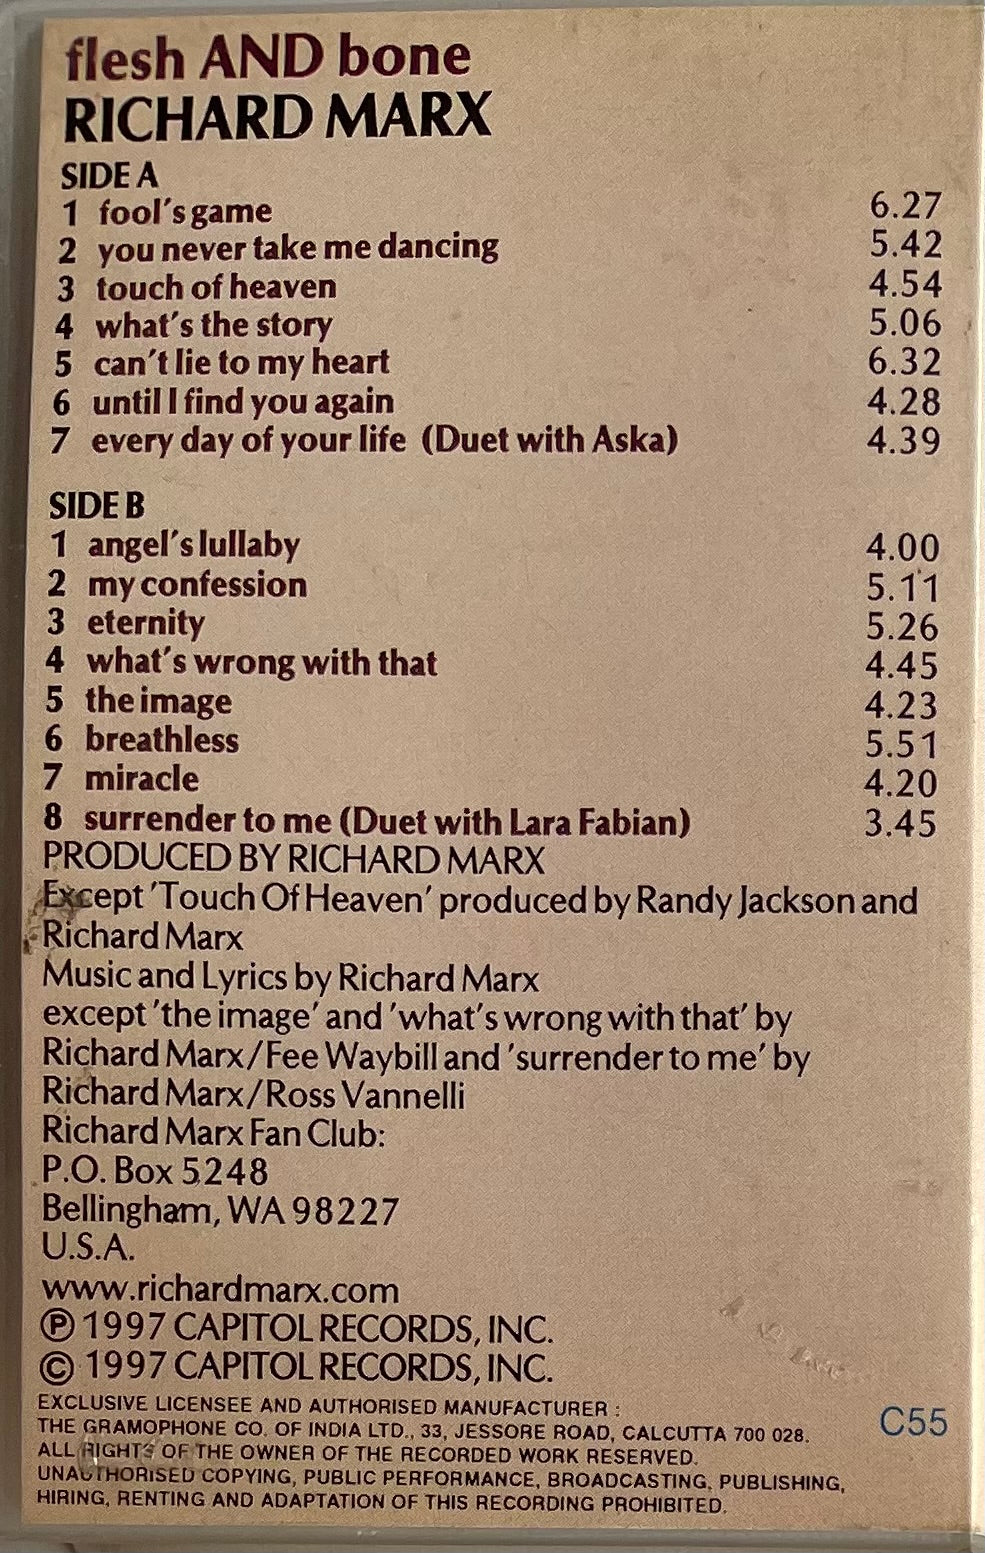 flesh AND bone
RICHARD MARX
SIDE A
1 fool's game 6.27
2 you never take me dancing 5.42
3 touch of heaven 4.54
4 what's the story 5.06
5 can't lie to my heart 6.32
6 until I find you again 4.28
7 every day of your life (Duet with Aska) 4.39
SIDE B
1 angel's lullaby 4.00
2 my confession 5.11
3 eternity 5.26
4 what's wrong with that 4.45
5 the image 4.23
6 breathless 5.51
7 miracle 4.20
8 surrender to me (Duet with Lara Fabian) 3.45
PRODUCED BY RICHARD MARX
Except 'Touch Of Heaven' produced by Randy Jackson and
Richard Marx
Music and Lyrics by Richard Marx
except 'the image' and 'what's wrong with that' by
Richard Marx/Fee Waybill and 'surrender to me' by
Richard Marx/Ross Vannelli
Richard Marx Fan Club:
P.O. Box 5248
Bellingham, WA 98227
U.S.A.
www.richardmarx.com
℗ 1997 CAPITOL RECORDS, INC.
© 1997 CAPITOL RECORDS, INC.
EXCLUSIVE LICENSEE AND AUTHORISED MANUFACTURER :
THE GRAMOPHONE CO. OF INDIA LTD., 33, JESSORE ROAD, CALCUTTA 700 028.
ALL RIGHTS OF THE OWNER OF THE RECORDED WORK RESERVED.
UNAUTHORISED COPYING, PUBLIC PERFORMANCE, BROADCASTING, PUBLISHING,
HIRING, RENTING AND ADAPTATION OF THIS RECORDING PROHIBITED.
C55